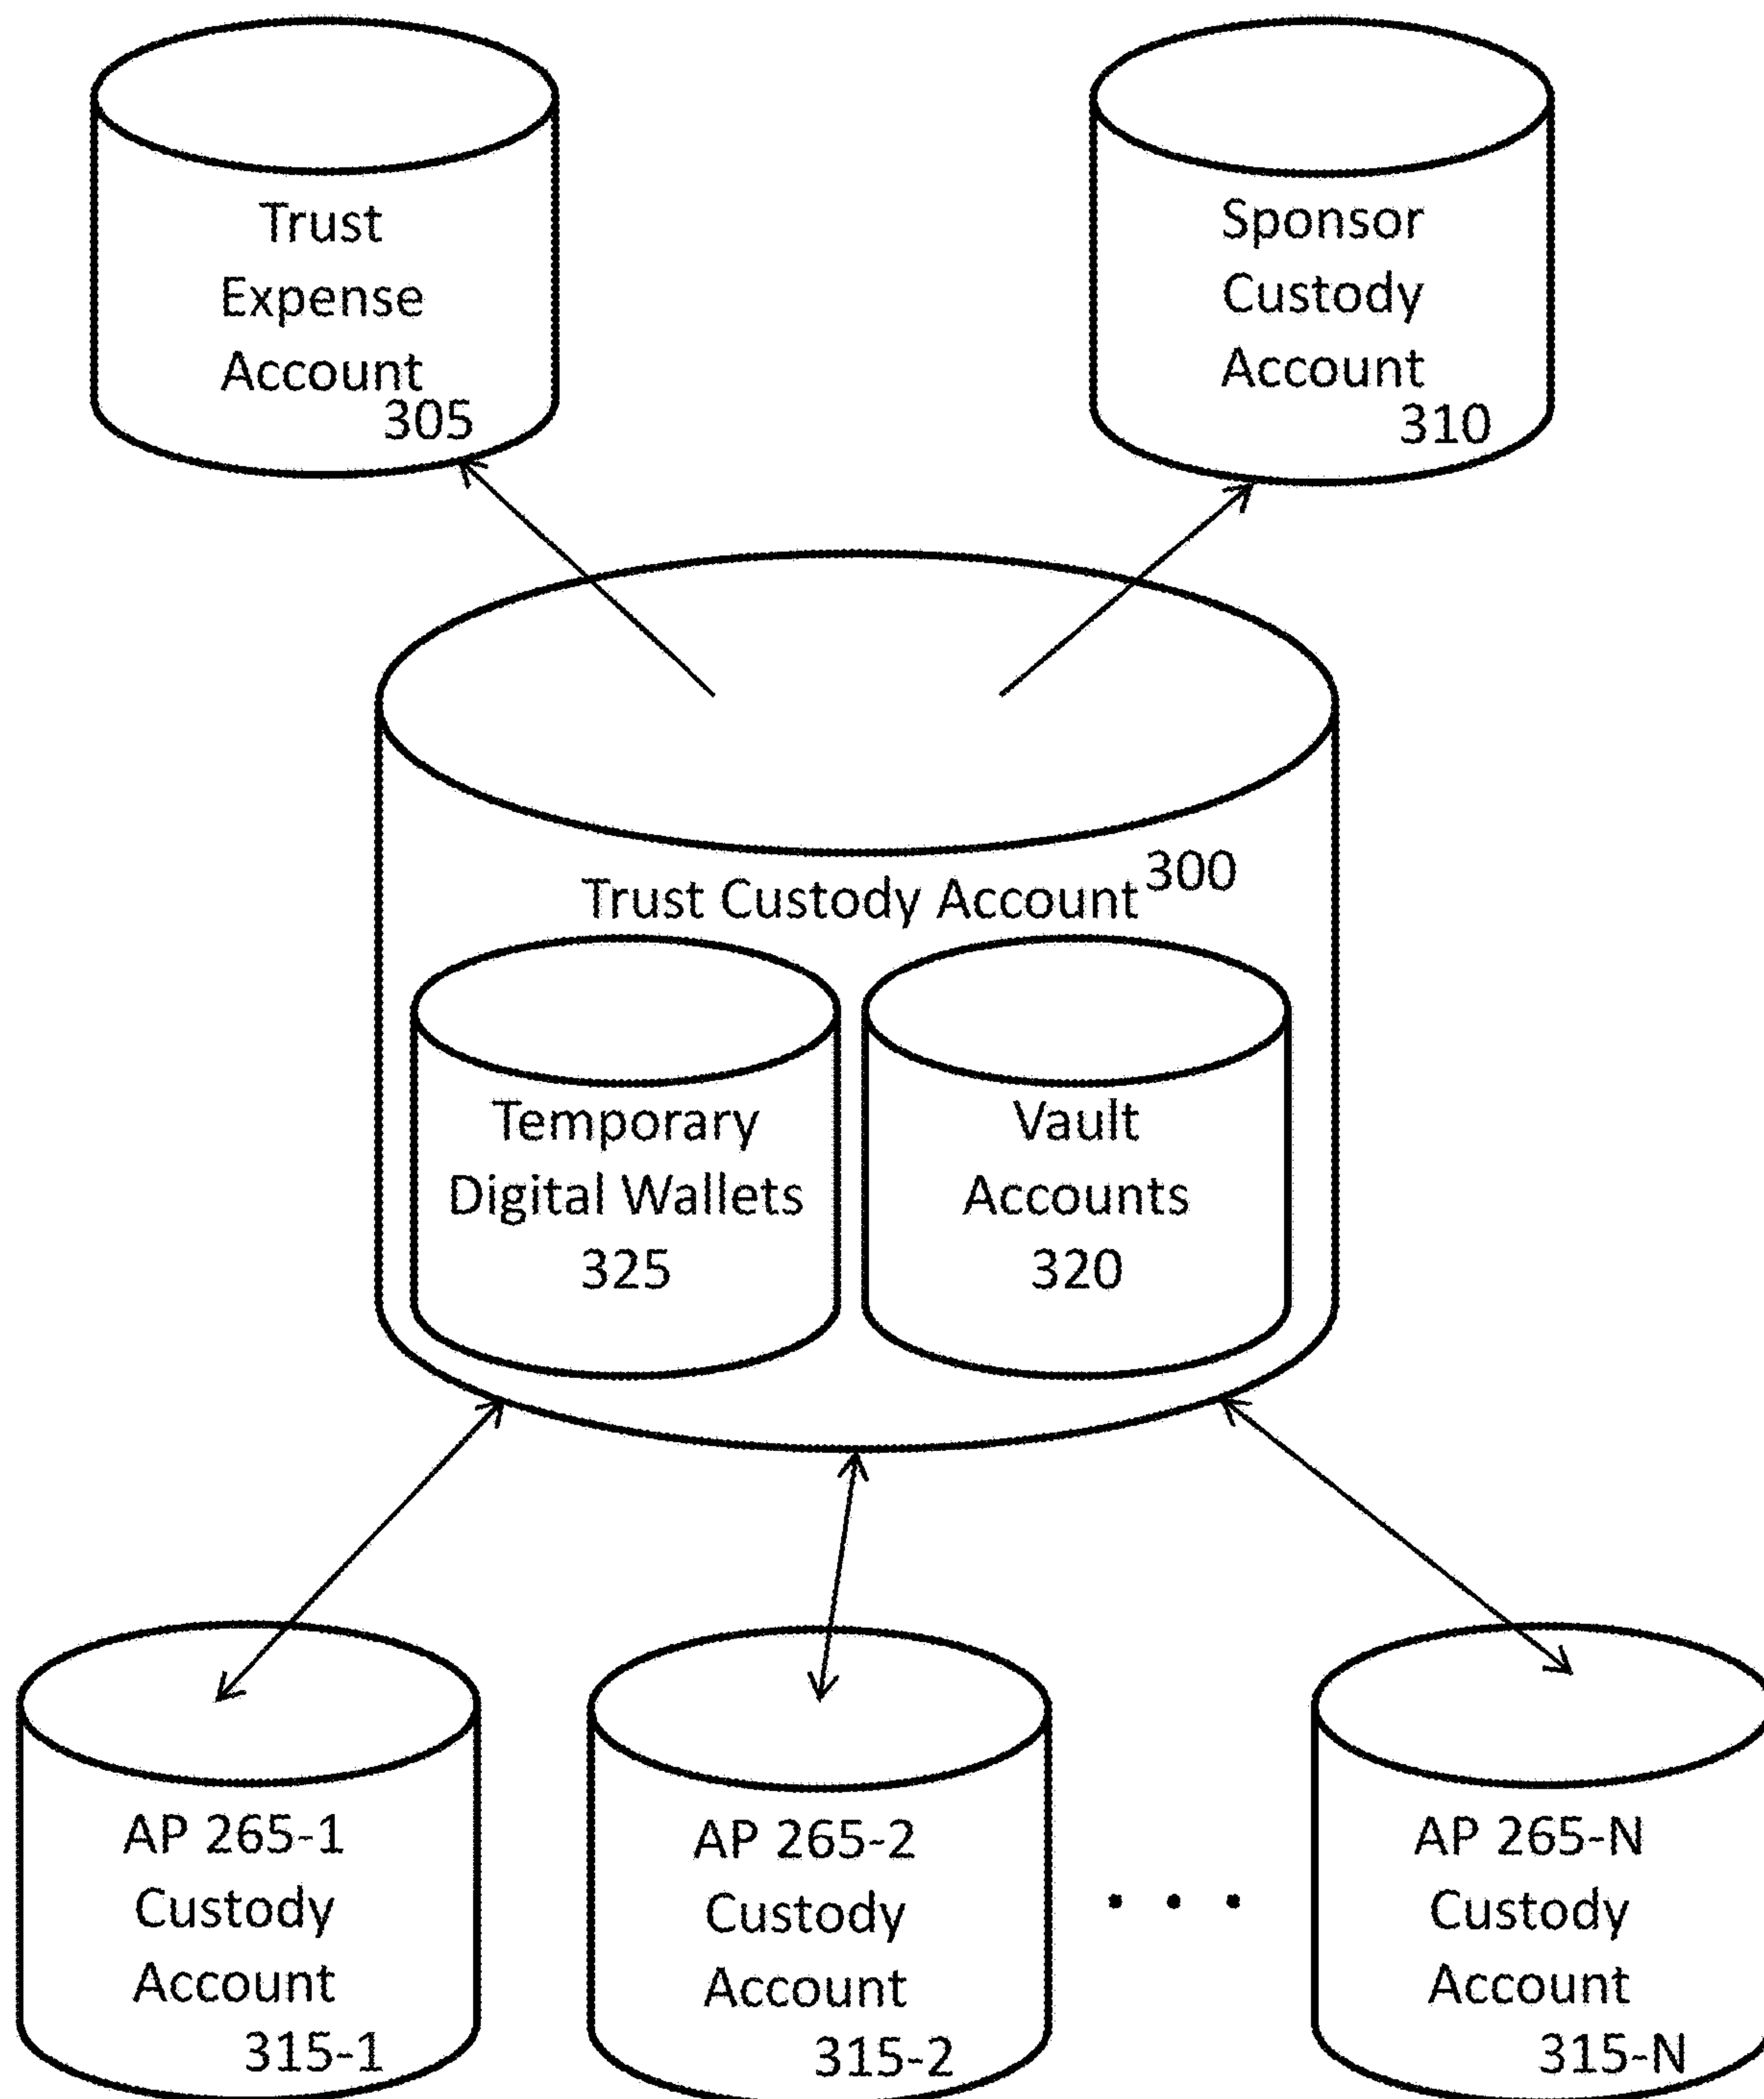 Trust
Expense
Account
305
Sponsor
Custody
Account
310
Trust Custody Account 300
Temporary
Digital Wallets
325
Vault
Accounts
320
AP 265-1
Custody
Account
315-1
AP 265-2
Custody
Account
315-2
. . .
AP 265-N
Custody
Account
315-N